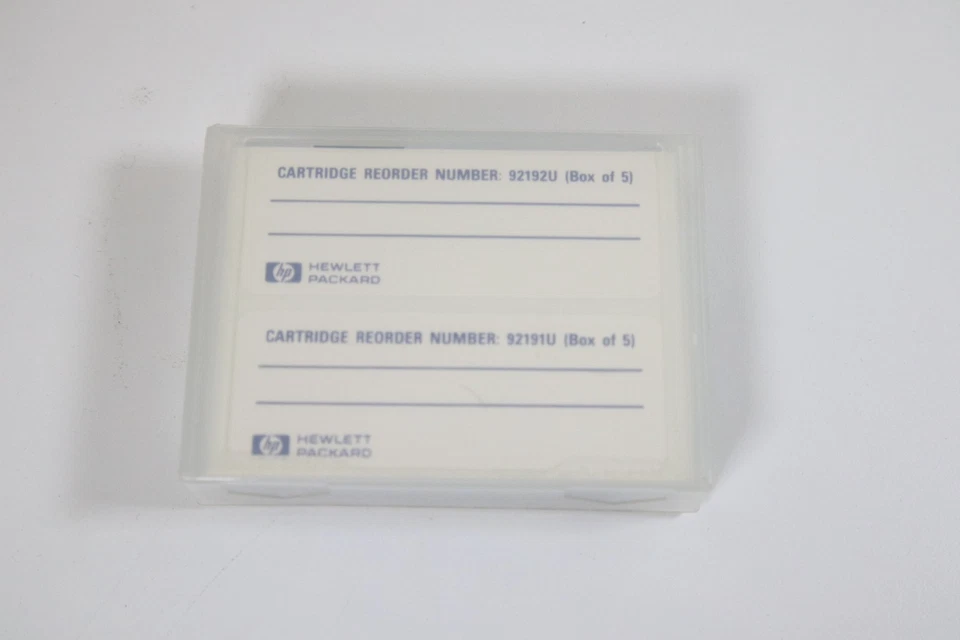 CARTRIDGE REORDER NUMBER: 92192U (Box of 5)
hp HEWLETT
PACKARD
CARTRIDGE REORDER NUMBER: 92191U (Box of 5)
hp HEWLETT
PACKARD